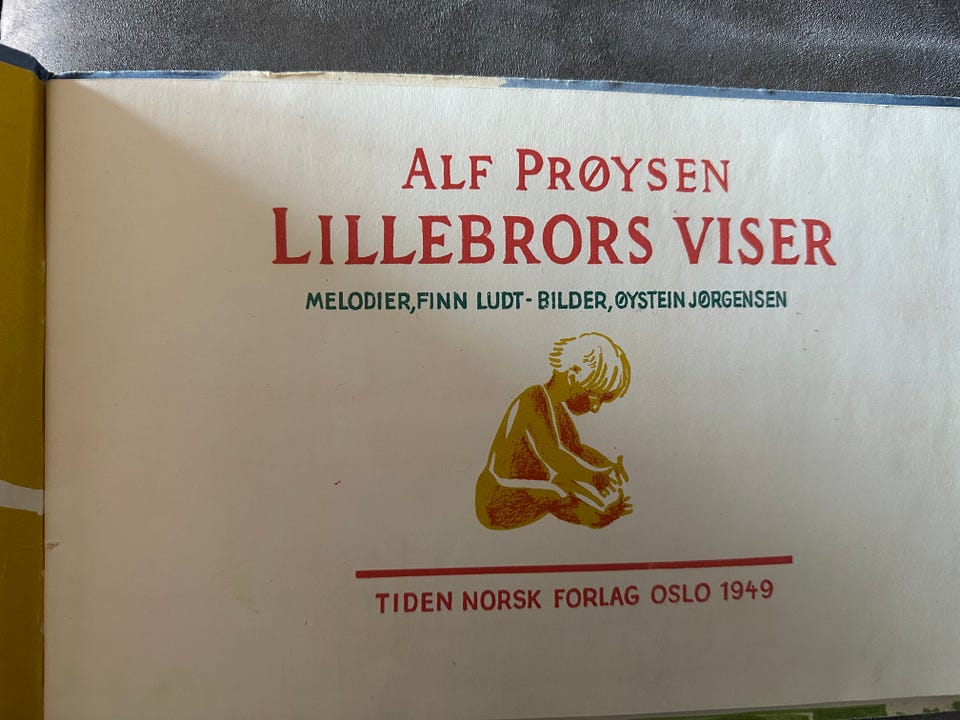 ALF PRØYSEN
LILLEBRORS VISER
MELODIER, FINN LUDT - BILDER, ØYSTEIN JØRGENSEN
TIDEN NORSK FORLAG OSLO 1949